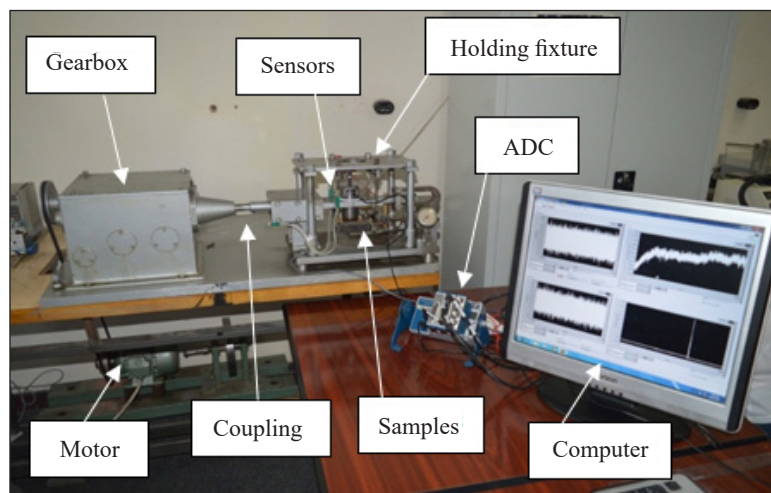 Gearbox
Sensors
Holding fixture
ADC
Motor
Coupling
Samples
Computer